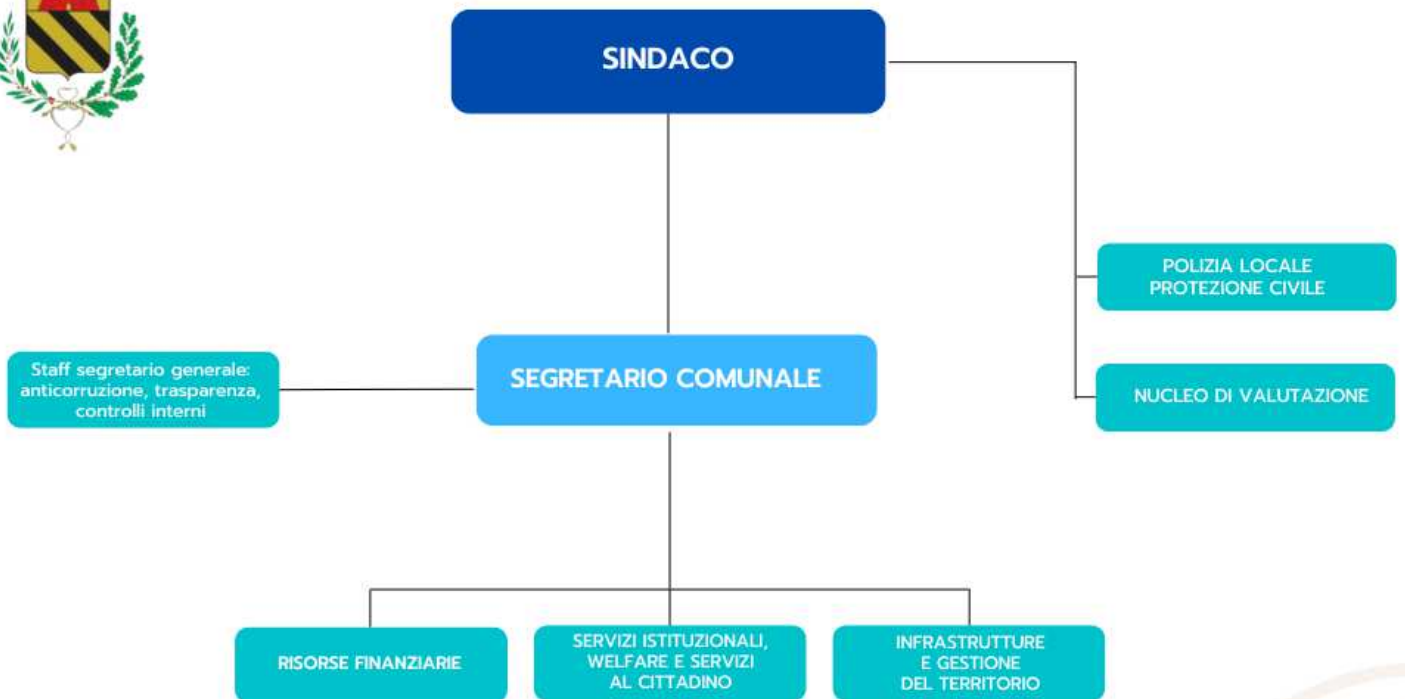 SINDACO
POLIZIA LOCALE
PROTEZIONE CIVILE
Staff segretario generale:
anticorruzione, trasparenza,
controlli interni
SEGRETARIO COMUNALE
NUCLEO DI VALUTAZIONE
RISORSE FINANZIARIE
SERVIZI ISTITUZIONALI,
WELFARE E SERVIZI
AL CITTADINO
INFRASTRUTTURE
E GESTIONE
DEL TERRITORIO